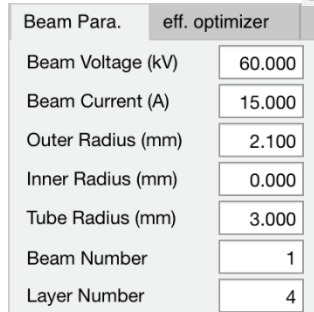 Beam Para. eff. optimizer
Beam Voltage (kV) 60.000
Beam Current (A) 15.000
Outer Radius (mm) 2.100
Inner Radius (mm) 0.000
Tube Radius (mm) 3.000
Beam Number 1
Layer Number 4